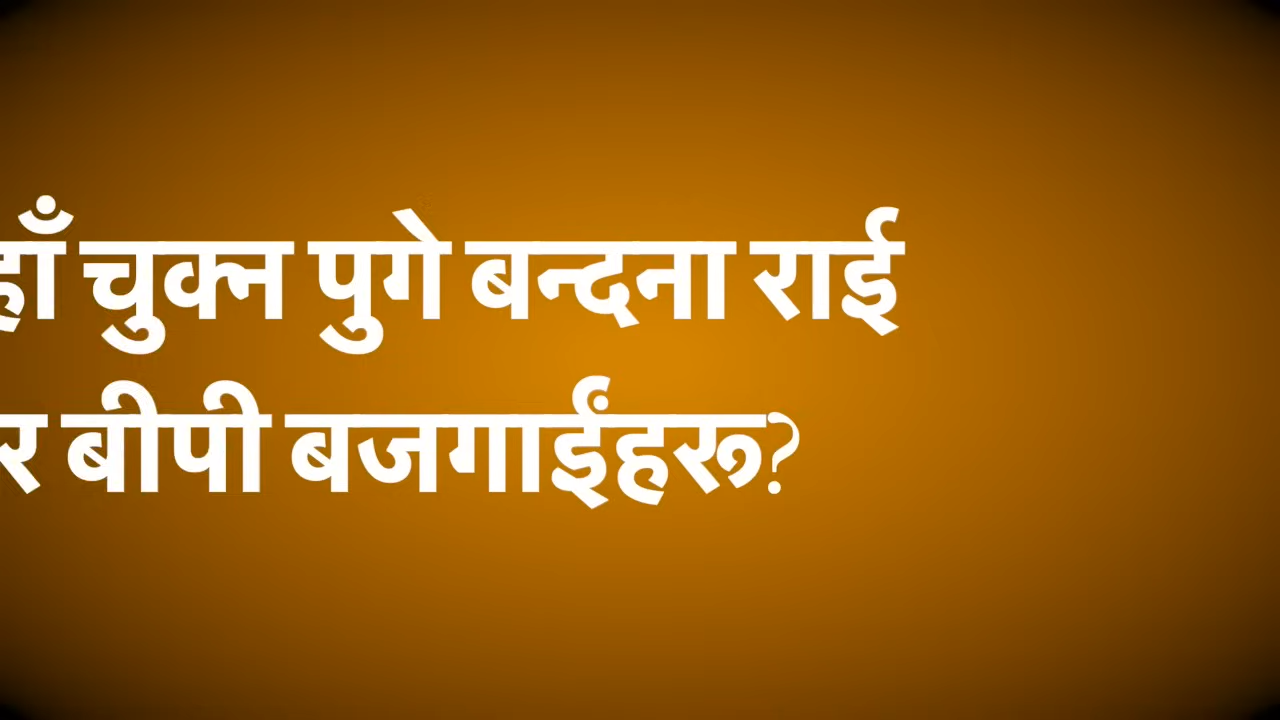 हाँ चुक्न पुगे बन्दना राई
र बीपी बजगाईंहरू?